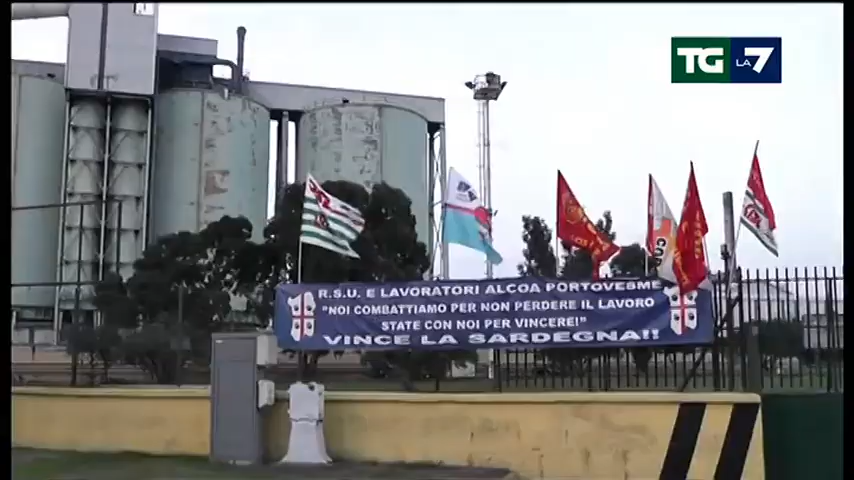 TG LA7
R.S.U. E LAVORATORI ALCOA PORTOVESME
"NOI COMBATTIAMO PER NON PERDERE IL LAVORO
STATE CON NOI PER VINCERE!"
VINCE LA SARDEGNA!!